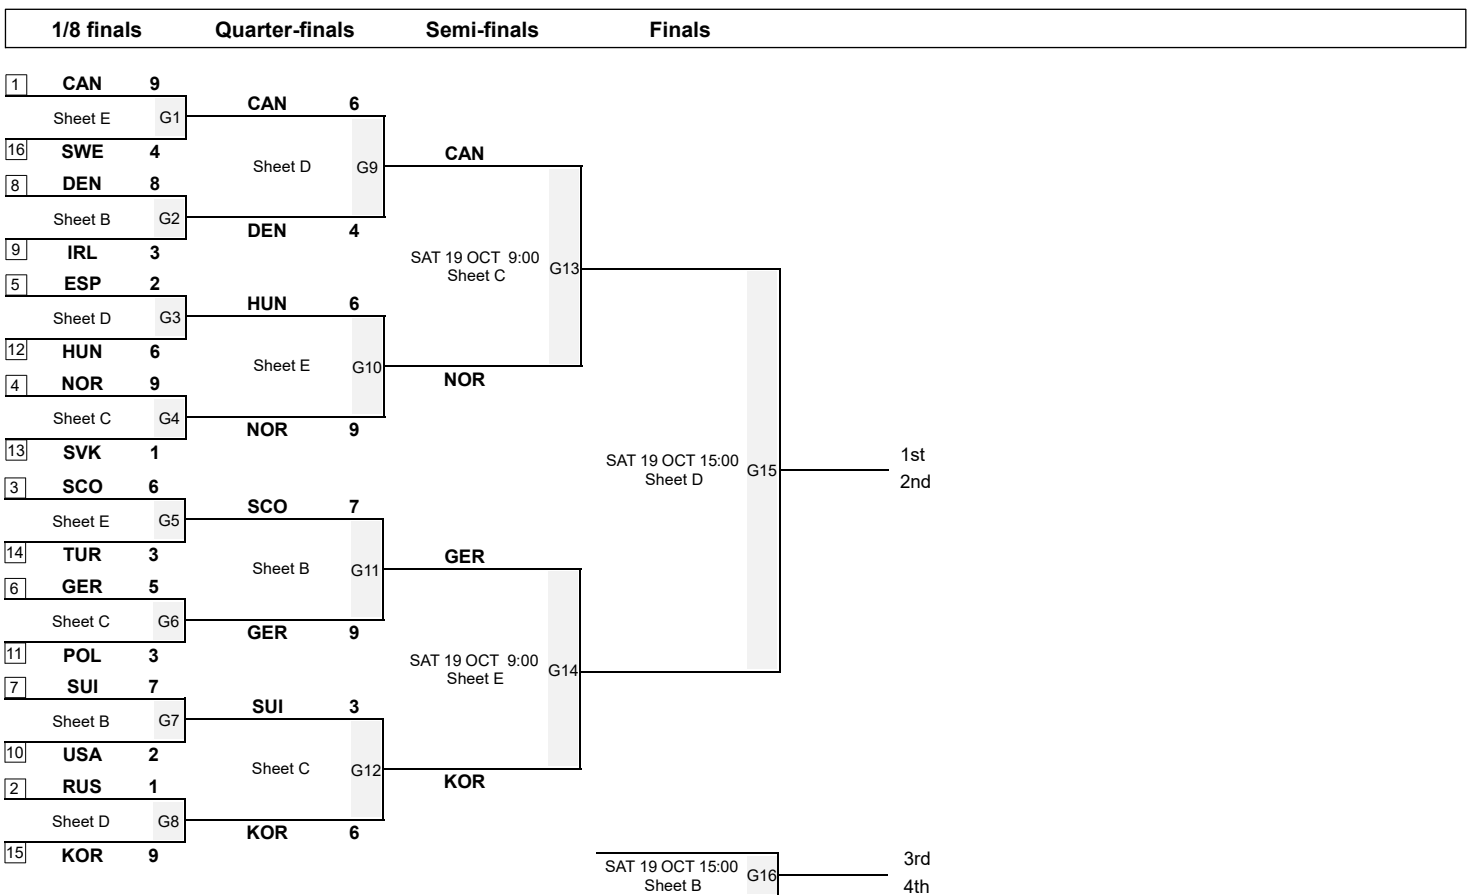 1/8 finals Quarter-finals Semi-finals Finals
1 CAN 9
CAN 6
Sheet E G1
16 SWE 4
CAN
Sheet D G9
8 DEN 8
Sheet B G2
DEN 4
9 IRL 3
SAT 19 OCT 9:00
Sheet C
G13
5 ESP 2
HUN 6
Sheet D G3
12 HUN 6
Sheet E G10
NOR
4 NOR 9
Sheet C G4
NOR 9
13 SVK 1
SAT 19 OCT 15:00
Sheet D
G15
1st
2nd
3 SCO 6
SCO 7
Sheet E G5
14 TUR 3
GER
Sheet B G11
6 GER 5
Sheet C G6
GER 9
11 POL 3
SAT 19 OCT 9:00
Sheet E
G14
7 SUI 7
SUI 3
Sheet B G7
10 USA 2
Sheet C G12
KOR
2 RUS 1
Sheet D G8
KOR 6
15 KOR 9
SAT 19 OCT 15:00
Sheet B
G16
3rd
4th